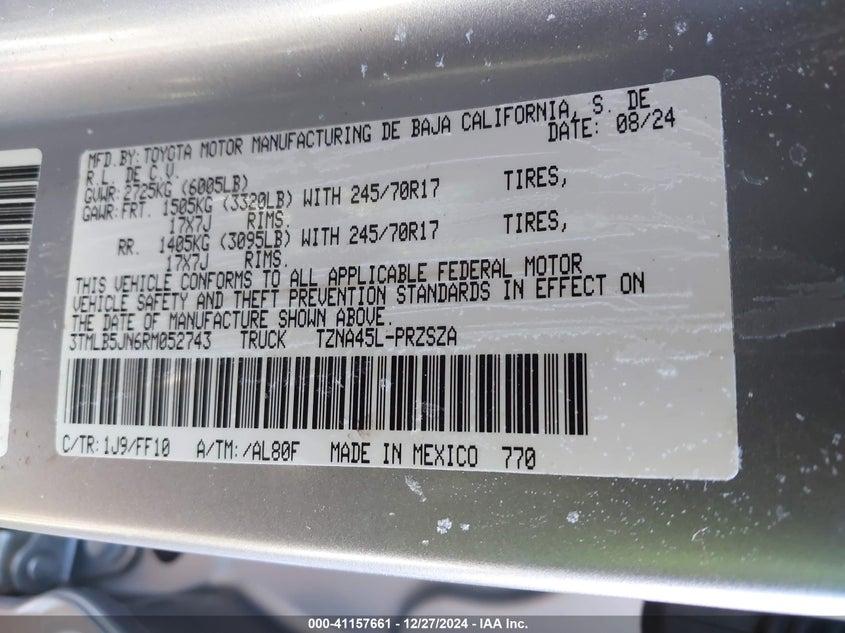 MFD.BY:TOYOTA MOTOR MANUFACTURING DE BAJA CALIFORNIA, S. DE
R.L. DE C.V. DATE: 08/24
GVWR:2725KG (6005LB)
GAWR:FRT. 1505KG (3320LB) WITH 245/70R17 TIRES,
17X7J RIMS,
RR. 1405KG (3095LB) WITH 245/70R17 TIRES,
17X7J RIMS.
THIS VEHICLE CONFORMS TO ALL APPLICABLE FEDERAL MOTOR
VEHICLE SAFETY AND THEFT PREVENTION STANDARDS IN EFFECT ON
THE DATE OF MANUFACTURE SHOWN ABOVE.
3TMLB5JN6RM052743 TRUCK TZNA45L-PRZSZA
C/TR:1J9/FF10 A/TM:/AL80F MADE IN MEXICO 770
000-41157661 / 12/27/2024 - IAA Inc.